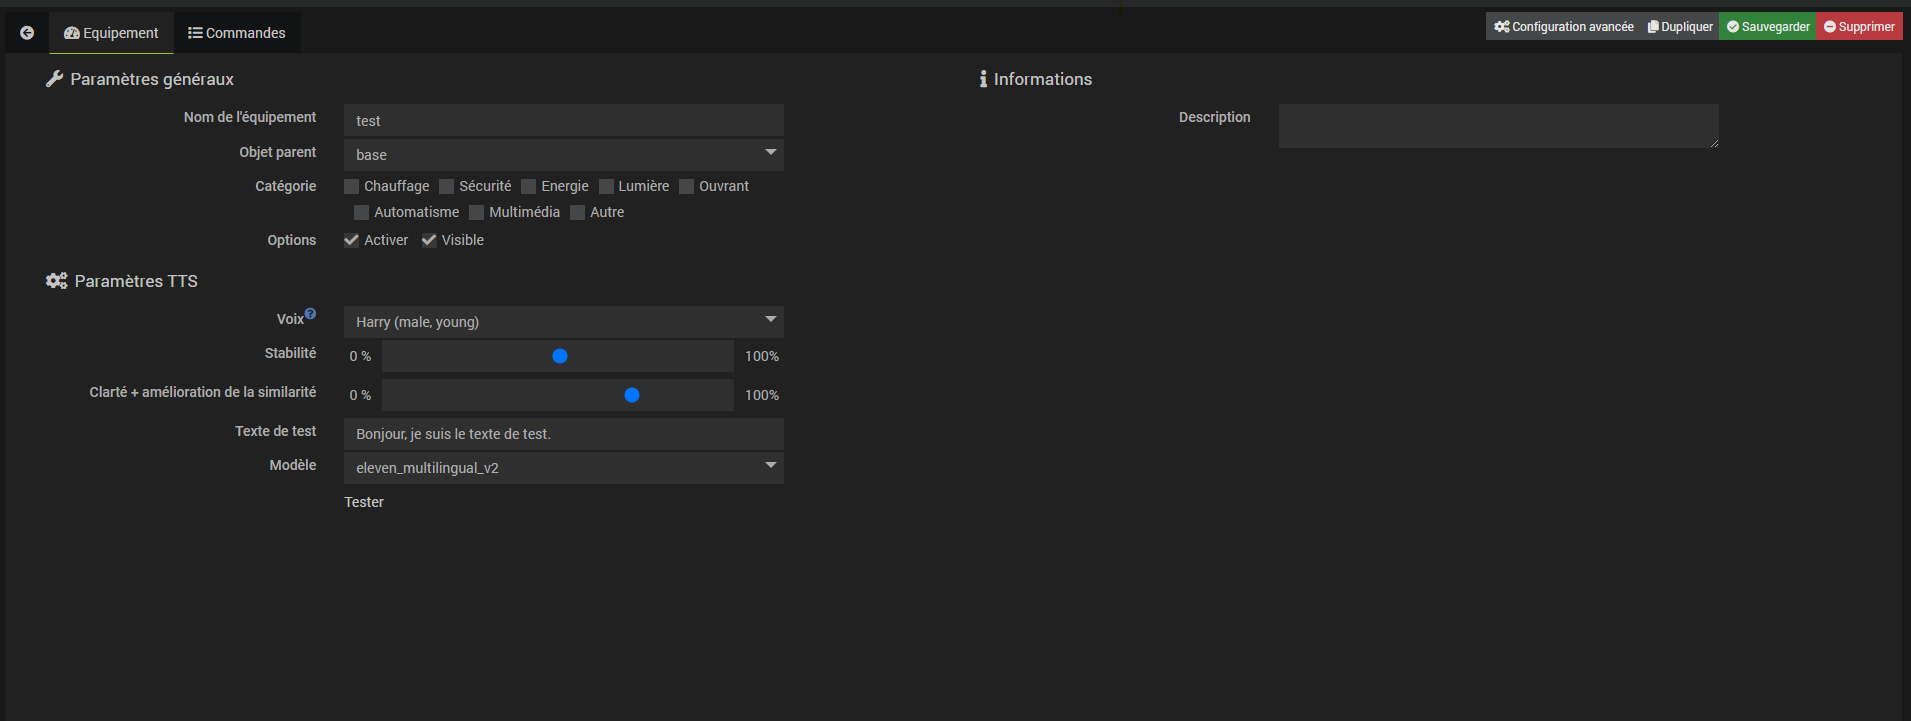 Equipement Commandes Configuration avancée Dupliquer Sauvegarder Supprimer
Paramètres généraux
Nom de l'équipement test
Objet parent base
Catégorie Chauffage Sécurité Energie Lumière Ouvrant
Automatisme Multimédia Autre
Options Activer Visible
Paramètres TTS
Voix ? Harry (male, young)
Stabilité 0 % 100%
Clarté + amélioration de la similarité 0 % 100%
Texte de test Bonjour, je suis le texte de test.
Modèle eleven_multilingual_v2
Tester
Informations
Description